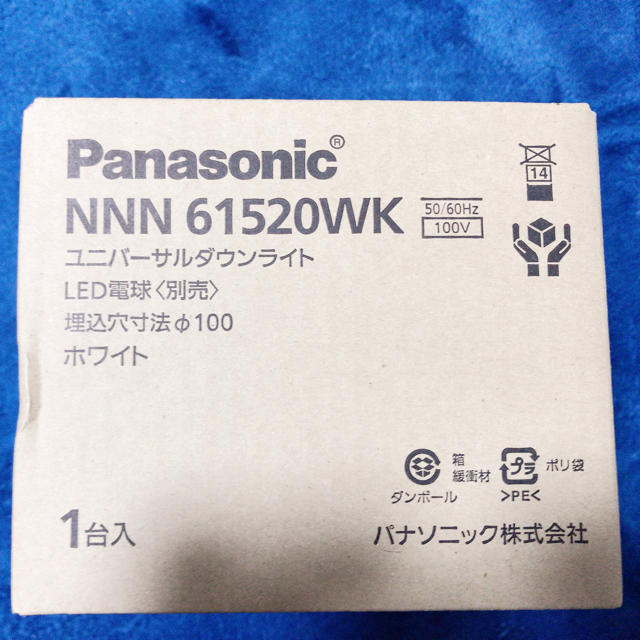 Panasonic®
NNN 61520WK
50/60Hz
100V
14
ユニバーサルダウンライト
LED電球〈別売〉
埋込穴寸法φ100
ホワイト
箱
緩衝材
ダンボール
プラ
ポリ袋
>PE<
1台入
パナソニック株式会社